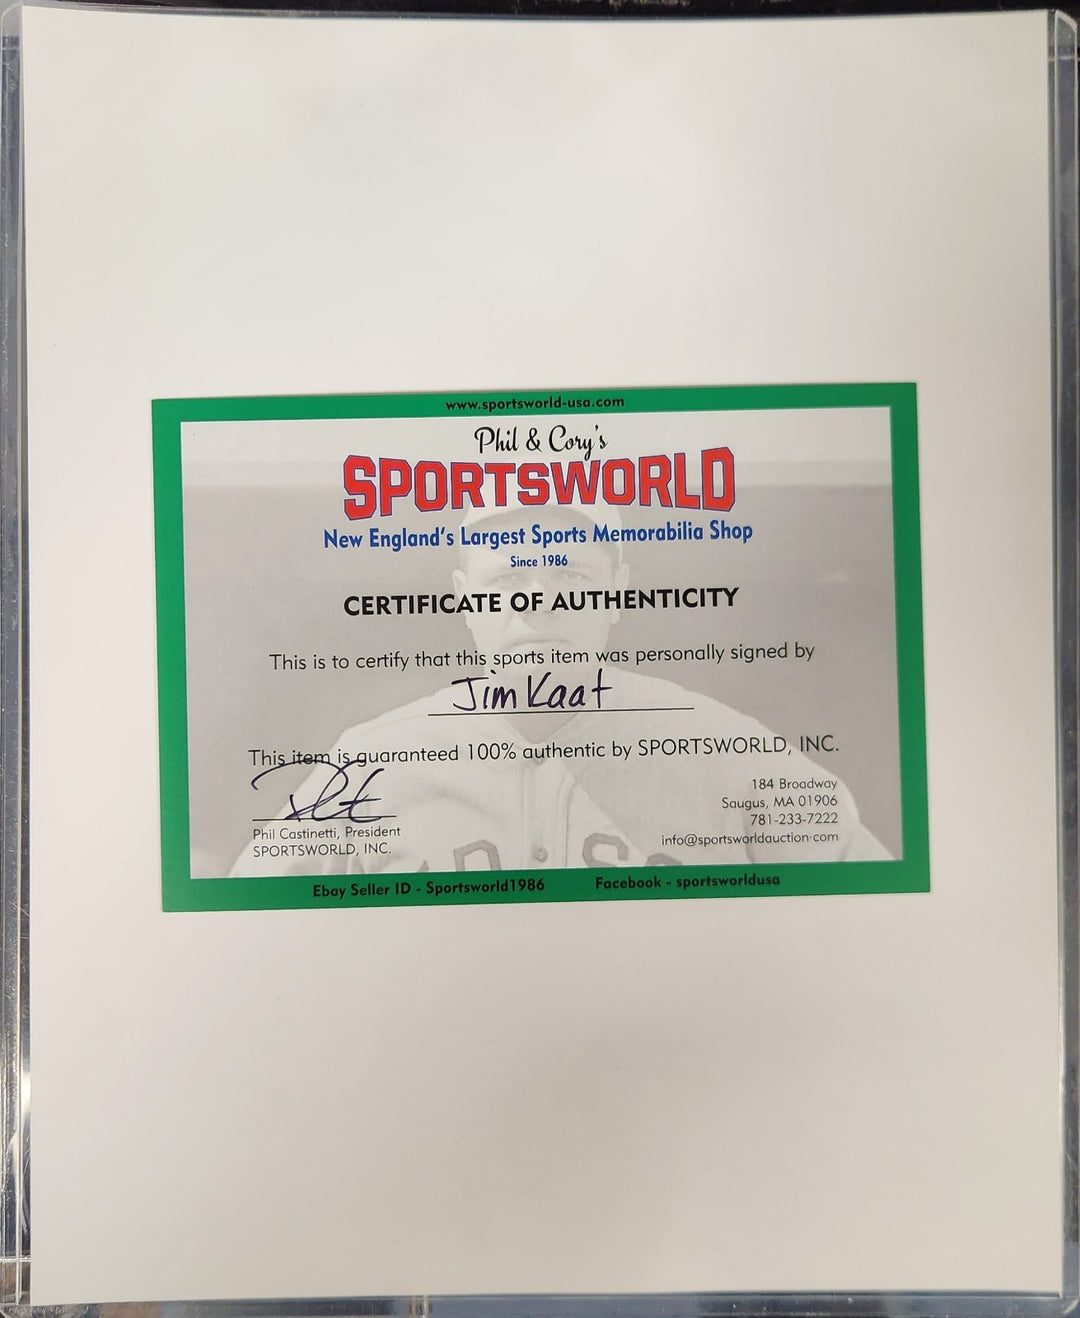 www.sportsworld-usa.com
Phil & Cory's
SPORTSWORLD
New England's Largest Sports Memorabilia Shop
Since 1986
CERTIFICATE OF AUTHENTICITY
This is to certify that this sports item was personally signed by
Jim Kaat
This item is guaranteed 100% authentic by SPORTSWORLD, INC.
184 Broadway
Saugus, MA 01906
781-233-7222
info@sportsworldauction.com
Phil Castinetti, President
SPORTSWORLD, INC.
Ebay Seller ID - Sportsworld1986 Facebook - sportsworldusa